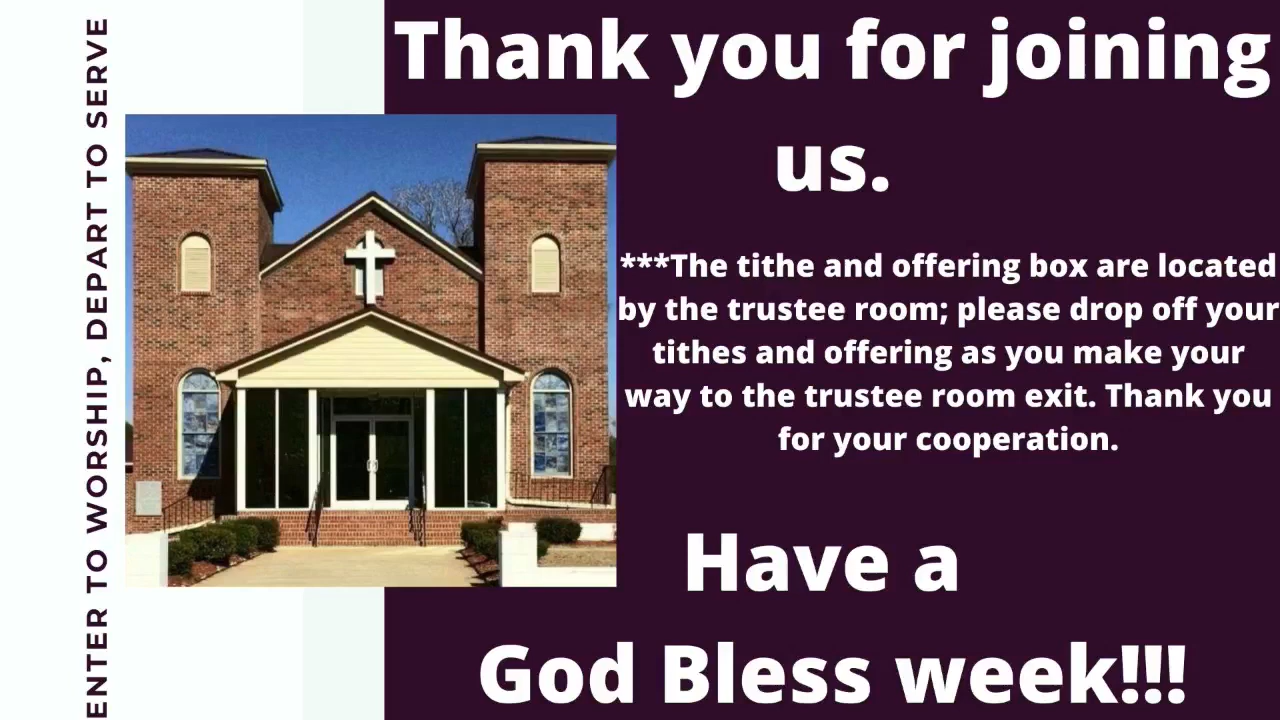 ENTER TO WORSHIP, DEPART TO SERVE
Thank you for joining
us.
***The tithe and offering box are located
by the trustee room; please drop off your
tithes and offering as you make your
way to the trustee room exit. Thank you
for your cooperation.
Have a
God Bless week!!!